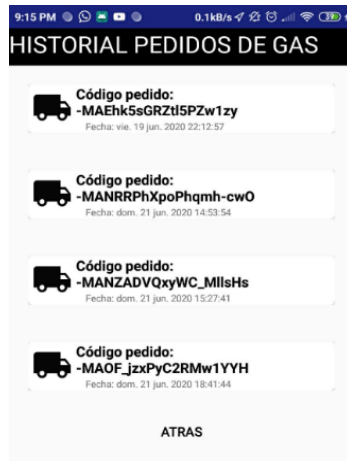 9:15 PM 0.1kB/s
HISTORIAL PEDIDOS DE GAS
Código pedido:
-MAEhk5sGRZtl5PZw1zy
Fecha: vie. 19 jun. 2020 22:12:57
Código pedido:
-MANRRPhXpoPhqmh-cwO
Fecha: dom. 21 jun. 2020 14:53:54
Código pedido:
-MANZADVQxyWC_MllsHs
Fecha: dom. 21 jun. 2020 15:27:41
Código pedido:
-MAOF_jzxPyC2RMw1YYH
Fecha: dom. 21 jun. 2020 18:41:44
ATRAS